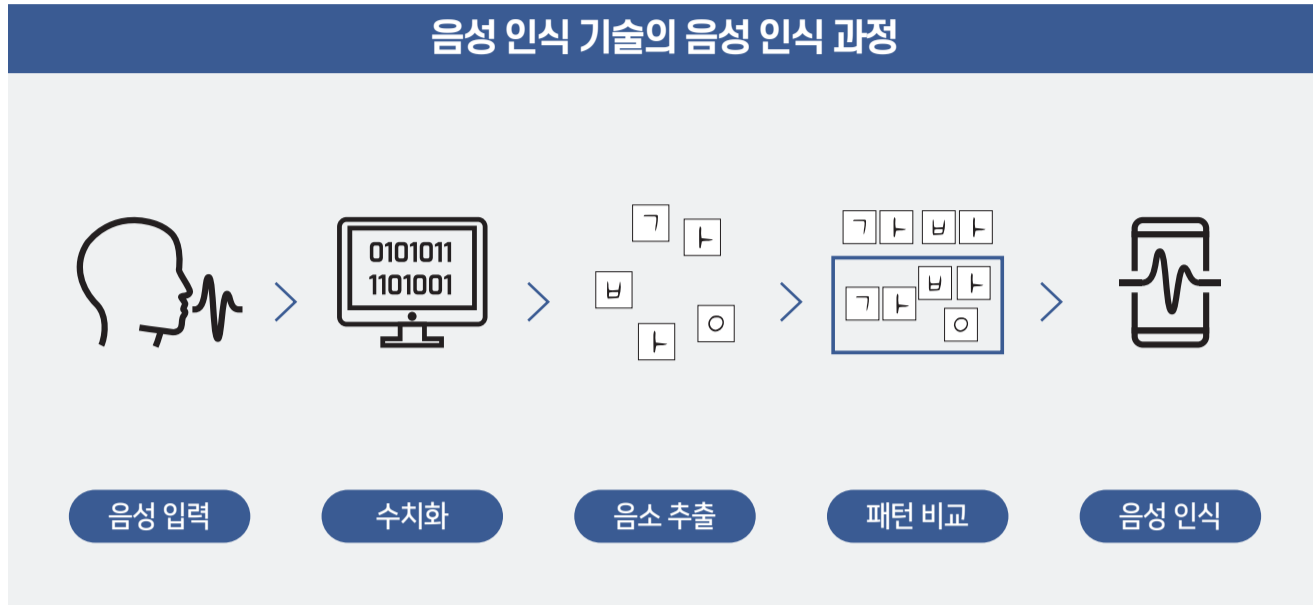 음성 인식 기술의 음성 인식 과정
0101011
1101001
ㄱ
ㅏ
ㅂ
ㅇ
ㅏ
ㄱ ㅏ ㅂ ㅏ
ㄱ ㅏ ㅂ ㅏ
ㅇ
음성 입력
수치화
음소 추출
패턴 비교
음성 인식